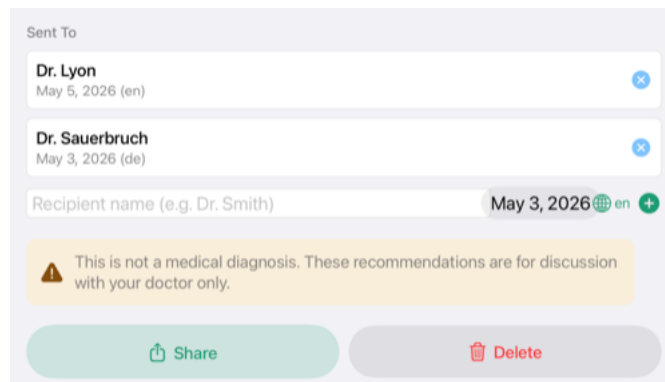 Sent To
Dr. Lyon
May 5, 2026 (en)
Dr. Sauerbruch
May 3, 2026 (de)
Recipient name (e.g. Dr. Smith) May 3, 2026 en
This is not a medical diagnosis. These recommendations are for discussion
with your doctor only.
Share Delete